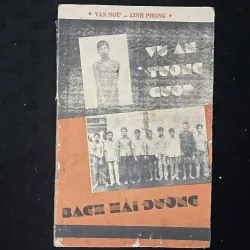 VĂN NGỮ — LINH PHONG
VỤ ÁN
TƯỚNG
CƯỚP
BẠCH HẢI ĐƯỜNG